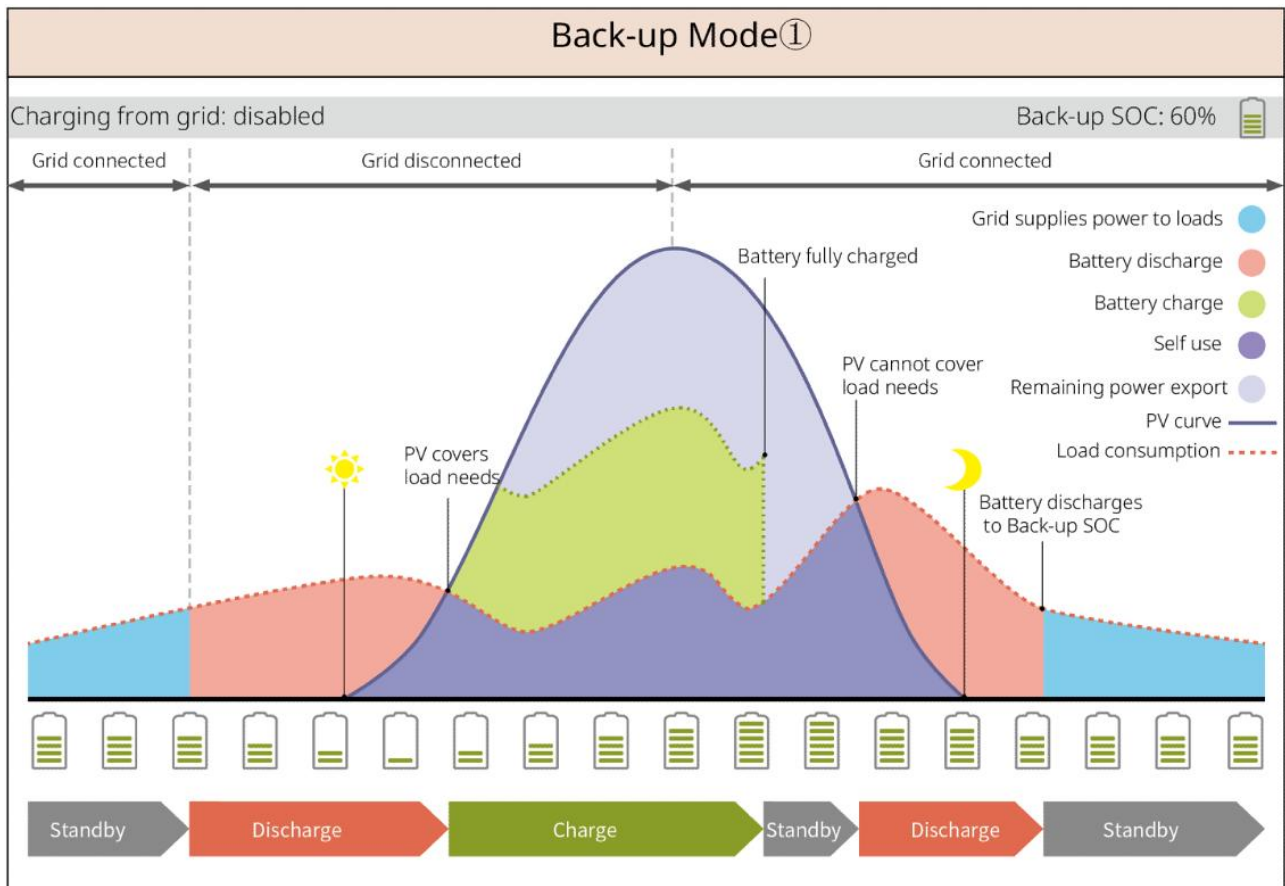 Back-up Mode①
Charging from grid: disabled
Back-up SOC: 60%
Grid connected
Grid disconnected
Grid connected
Grid supplies power to loads
Battery discharge
Battery charge
Self use
Remaining power export
PV curve
Load consumption
Battery fully charged
PV cannot cover
load needs
PV covers
load needs
Battery discharges
to Back-up SOC
Standby
Discharge
Charge
Standby
Discharge
Standby